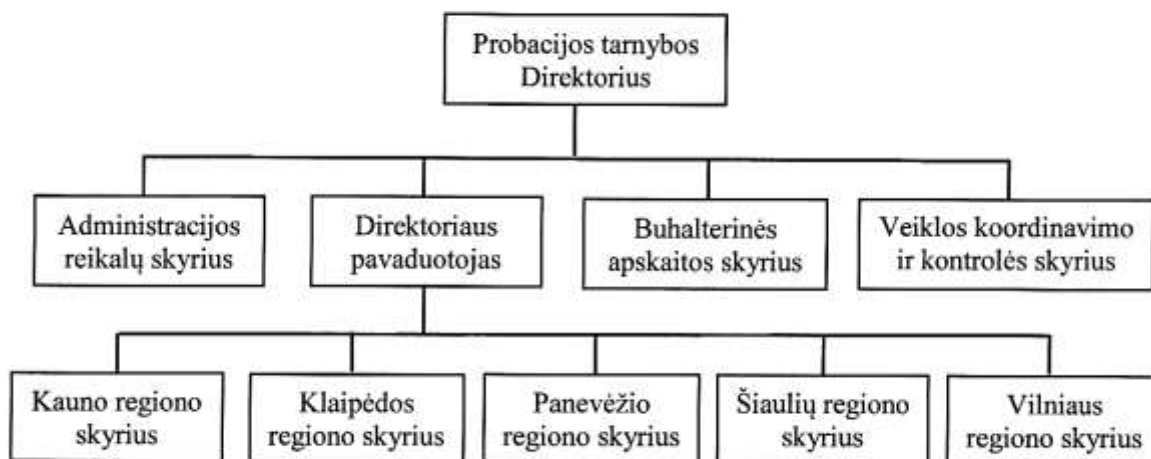 Probacijos tarnybos
Direktorius
Administracijos
reikalų skyrius
Direktoriaus
pavaduotojas
Buhalterinės
apskaitos skyrius
Veiklos koordinavimo
ir kontrolės skyrius
Kauno regiono
skyrius
Klaipėdos
regiono skyrius
Panevėžio
regiono skyrius
Šiaulių regiono
skyrius
Vilniaus
regiono skyrius